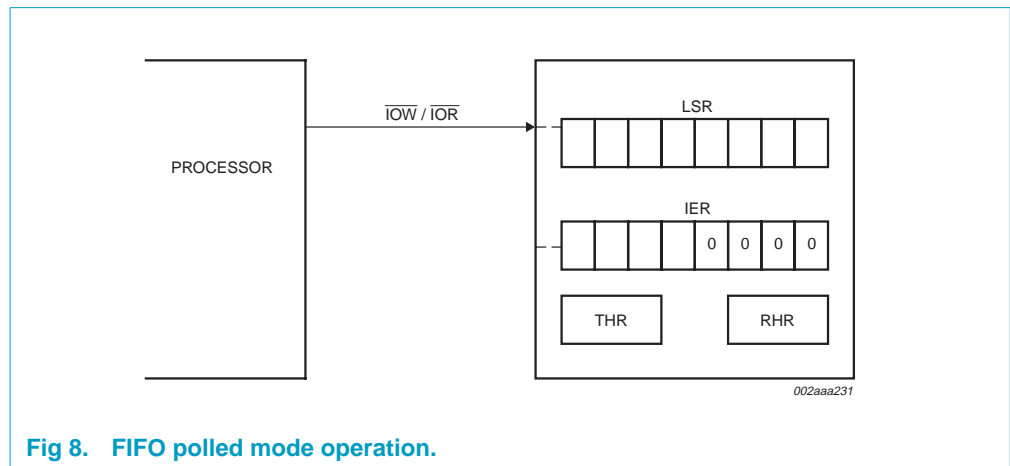 PROCESSOR
IOW / IOR
LSR
IER
0 0 0 0
THR
RHR
002aaa231
Fig 8. FIFO polled mode operation.